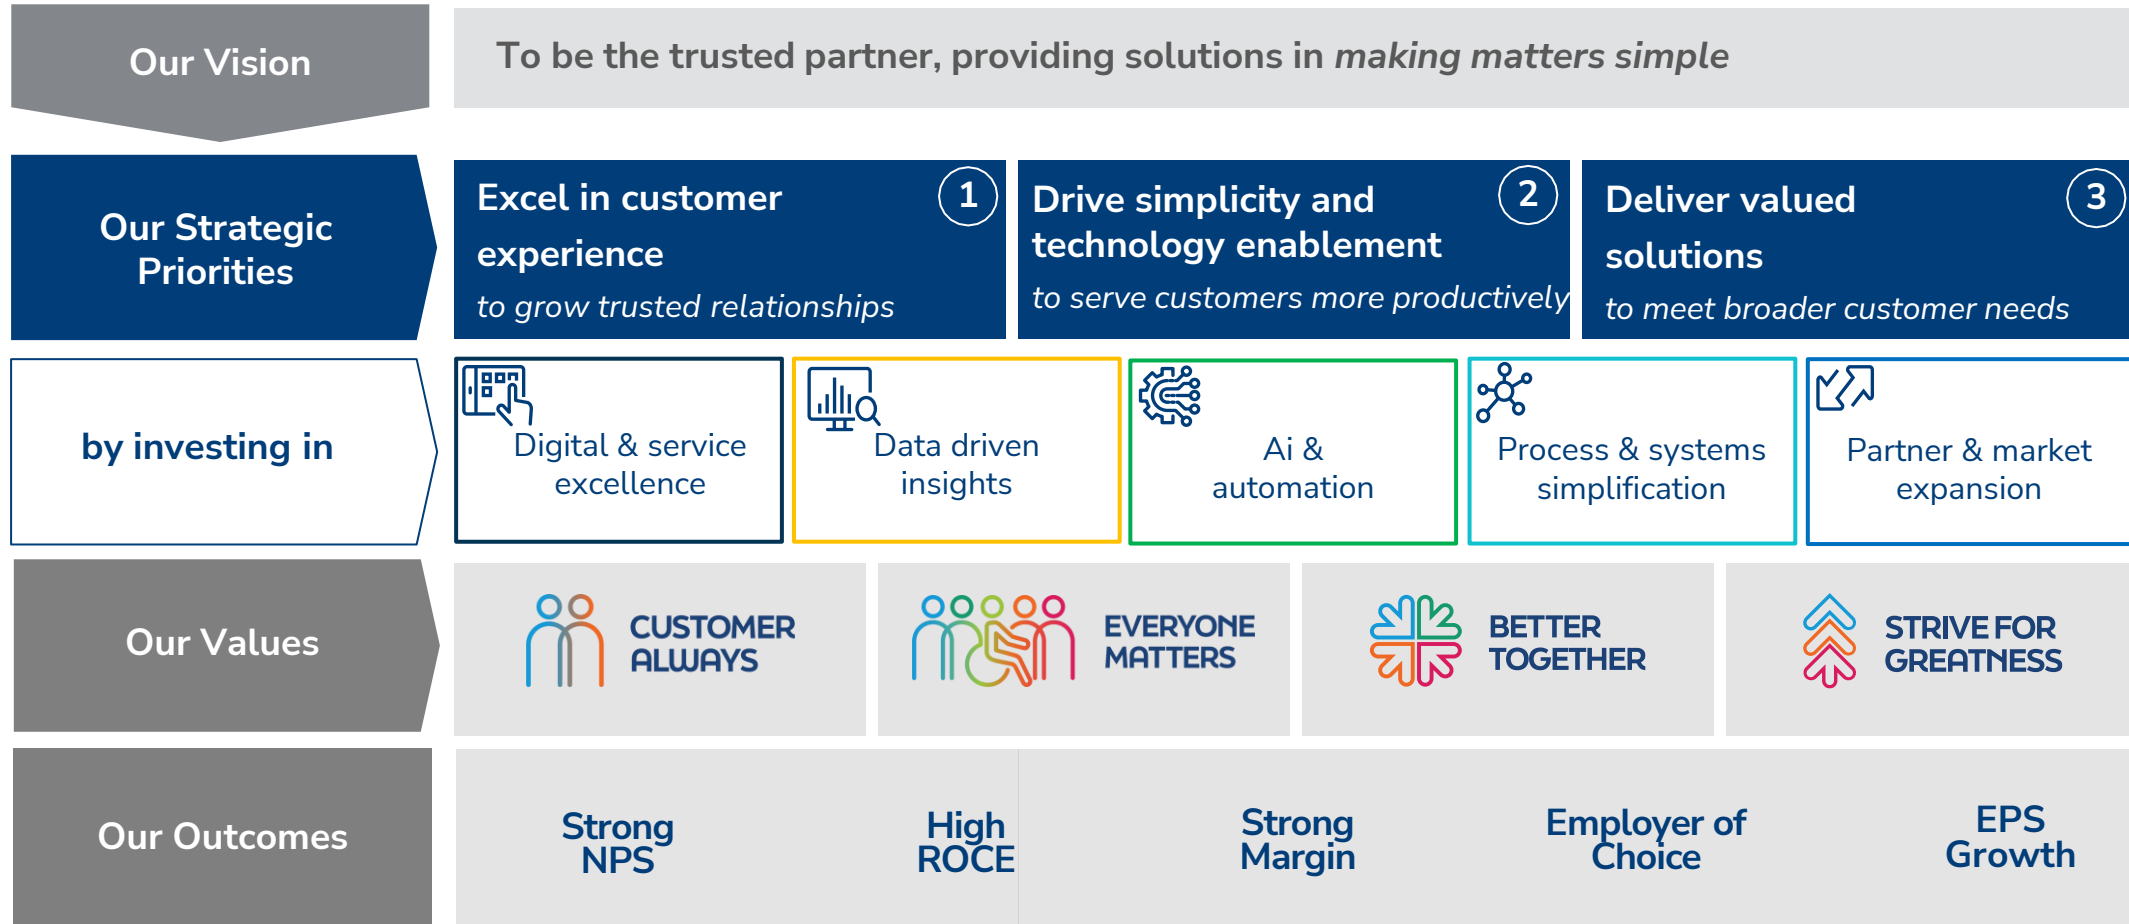 Our Vision
To be the trusted partner, providing solutions in making matters simple
Our Strategic
Priorities
Excel in customer
experience
to grow trusted relationships
1
Drive simplicity and
technology enablement
to serve customers more productively
2
Deliver valued
solutions
to meet broader customer needs
3
by investing in
Digital & service
excellence
Data driven
insights
Ai &
automation
Process & systems
simplification
Partner & market
expansion
Our Values
CUSTOMER
ALWAYS
EVERYONE
MATTERS
BETTER
TOGETHER
STRIVE FOR
GREATNESS
Our Outcomes
Strong
NPS
High
ROCE
Strong
Margin
Employer of
Choice
EPS
Growth